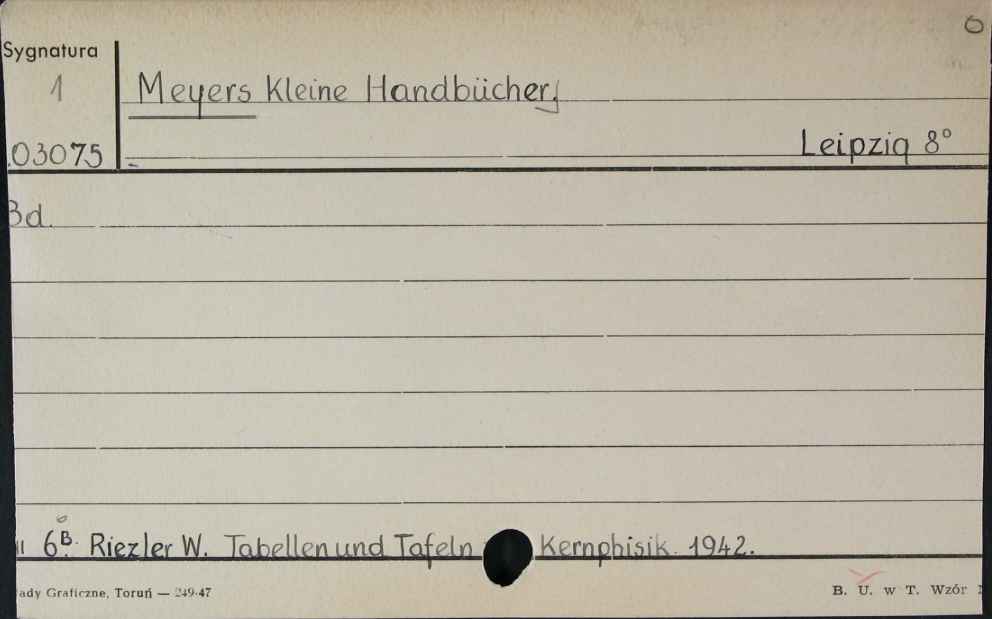 0
Sygnatura
1
Meyers Kleine Handbücher,
03075
Leipzig 8°
Bd.
6B. Riezler W. Tabellen und Tafeln Kernphisik. 1942.
ady Graficzne, Toruń — 249-47
B. U. w T. Wzór